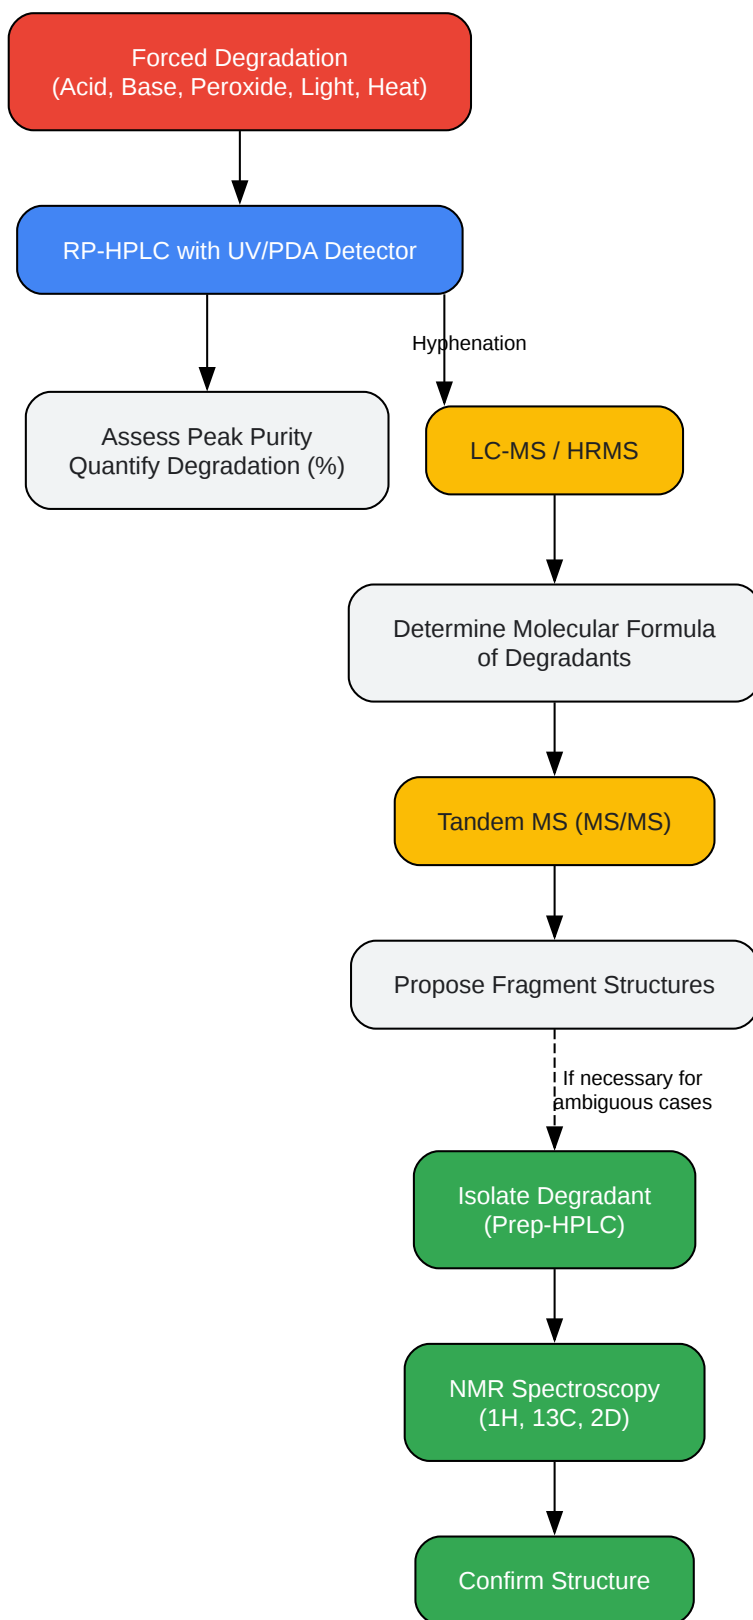 Forced Degradation
(Acid, Base, Peroxide, Light, Heat)
RP-HPLC with UV/PDA Detector
Hyphenation
Assess Peak Purity
Quantify Degradation (%)
LC-MS / HRMS
Determine Molecular Formula
of Degradants
Tandem MS (MS/MS)
Propose Fragment Structures
If necessary for
ambiguous cases
Isolate Degradant
(Prep-HPLC)
NMR Spectroscopy
(1H, 13C, 2D)
Confirm Structure